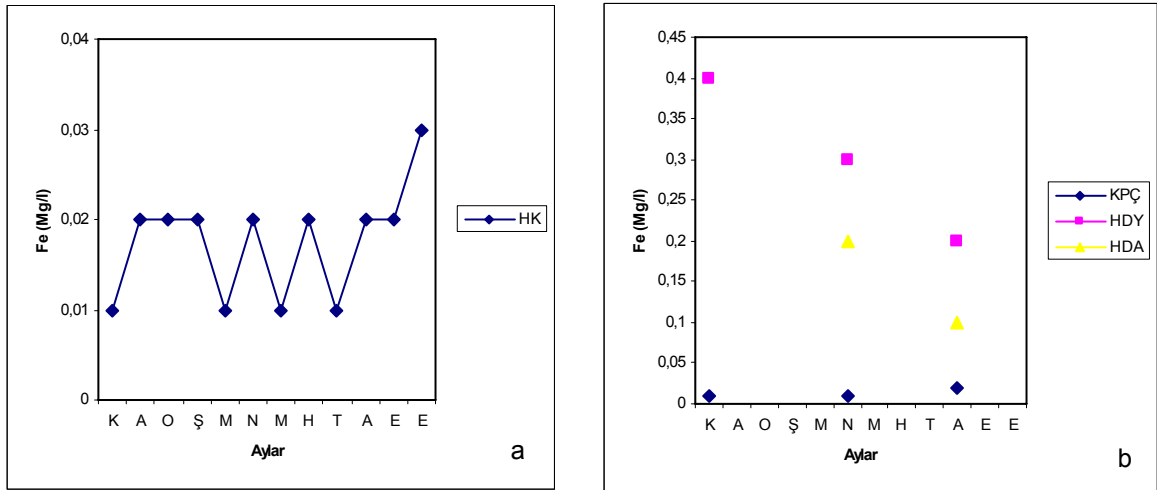 0,04
0,03
0,02
0,01
0
Fe (Mg/l)
K A O Ş M N M H T A E E
Aylar
HK
a
0,45
0,4
0,35
0,3
0,25
0,2
0,15
0,1
0,05
0
Fe (Mg/l)
K A O Ş M N M H T A E E
Aylar
KPÇ
HDY
HDA
b